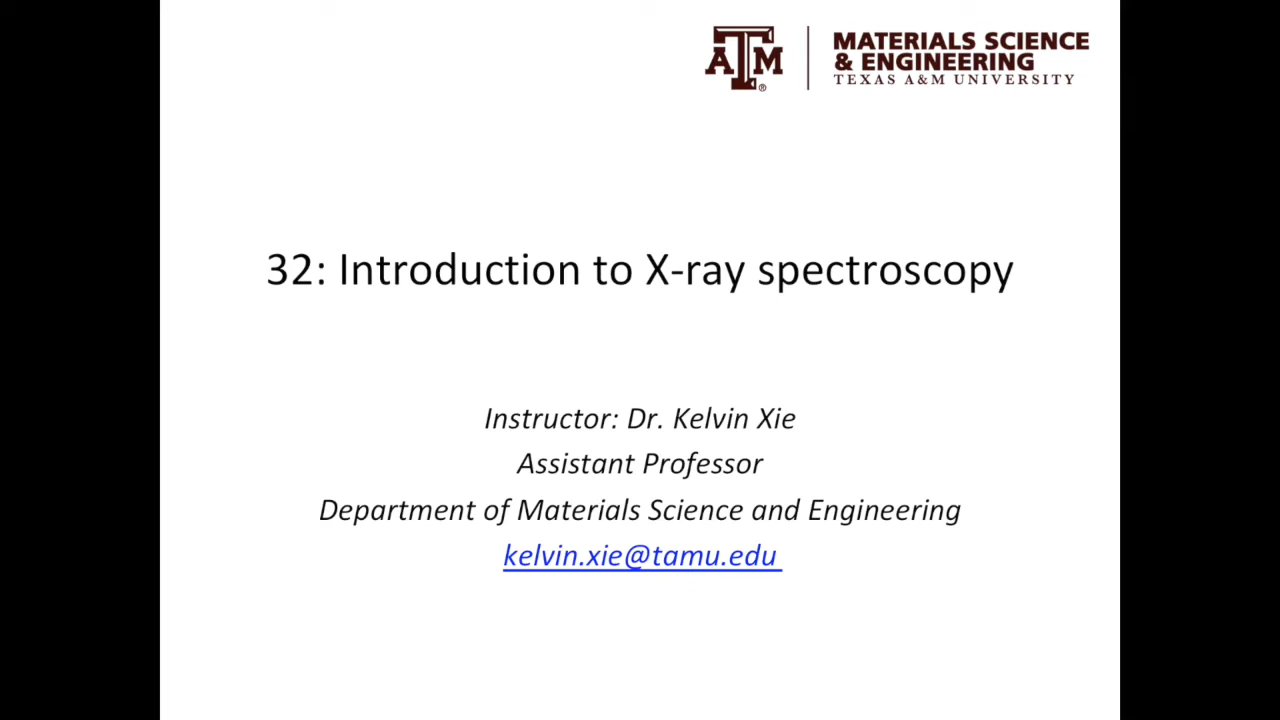 ATM®
MATERIALS SCIENCE
& ENGINEERING
TEXAS A&M UNIVERSITY
32: Introduction to X-ray spectroscopy
Instructor: Dr. Kelvin Xie
Assistant Professor
Department of Materials Science and Engineering
kelvin.xie@tamu.edu